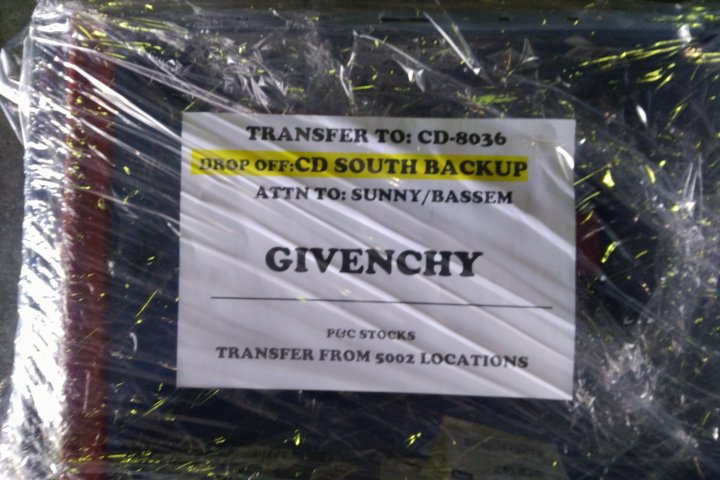 TRANSFER TO: CD-8036
DROP OFF:CD SOUTH BACKUP
ATTN TO: SUNNY/BASSEM
GIVENCHY
P&C STOCKS
TRANSFER FROM 5002 LOCATIONS